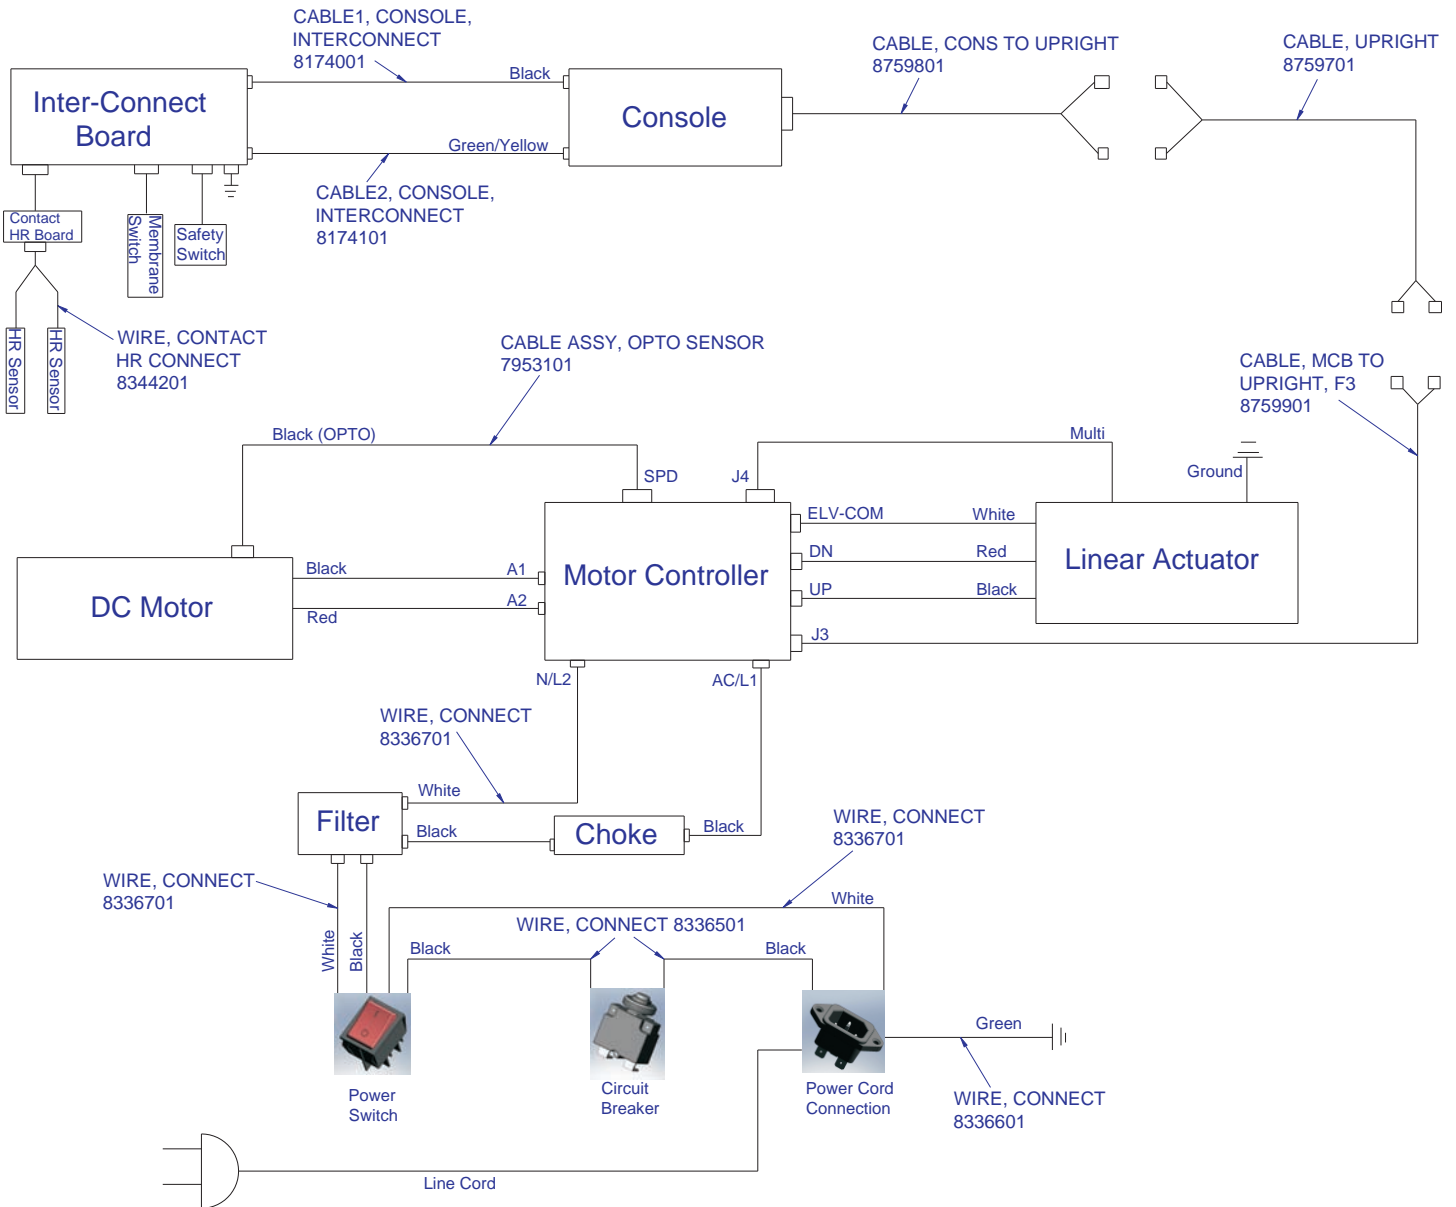 CABLE1, CONSOLE,
INTERCONNECT
8174001
CABLE, CONS TO UPRIGHT
8759801
CABLE, UPRIGHT
8759701
Black
Inter-Connect
Board
Console
Green/Yellow
CABLE2, CONSOLE,
INTERCONNECT
8174101
Contact
HR Board
Membrane
Switch
Safety
Switch
HR Sensor
HR Sensor
WIRE, CONTACT
HR CONNECT
8344201
CABLE ASSY, OPTO SENSOR
7953101
CABLE, MCB TO
UPRIGHT, F3
8759901
Black (OPTO)
Multi
SPD
J4
Ground
ELV-COM
White
DN
Red
UP
Black
J3
Linear Actuator
Motor Controller
DC Motor
Black
A1
Red
A2
N/L2
AC/L1
WIRE, CONNECT
8336701
White
Filter
Black
Choke
Black
WIRE, CONNECT
8336701
WIRE, CONNECT
8336701
White
WIRE, CONNECT 8336501
White
Black
Black
Black
Green
Power
Switch
Circuit
Breaker
Power Cord
Connection
WIRE, CONNECT
8336601
Line Cord